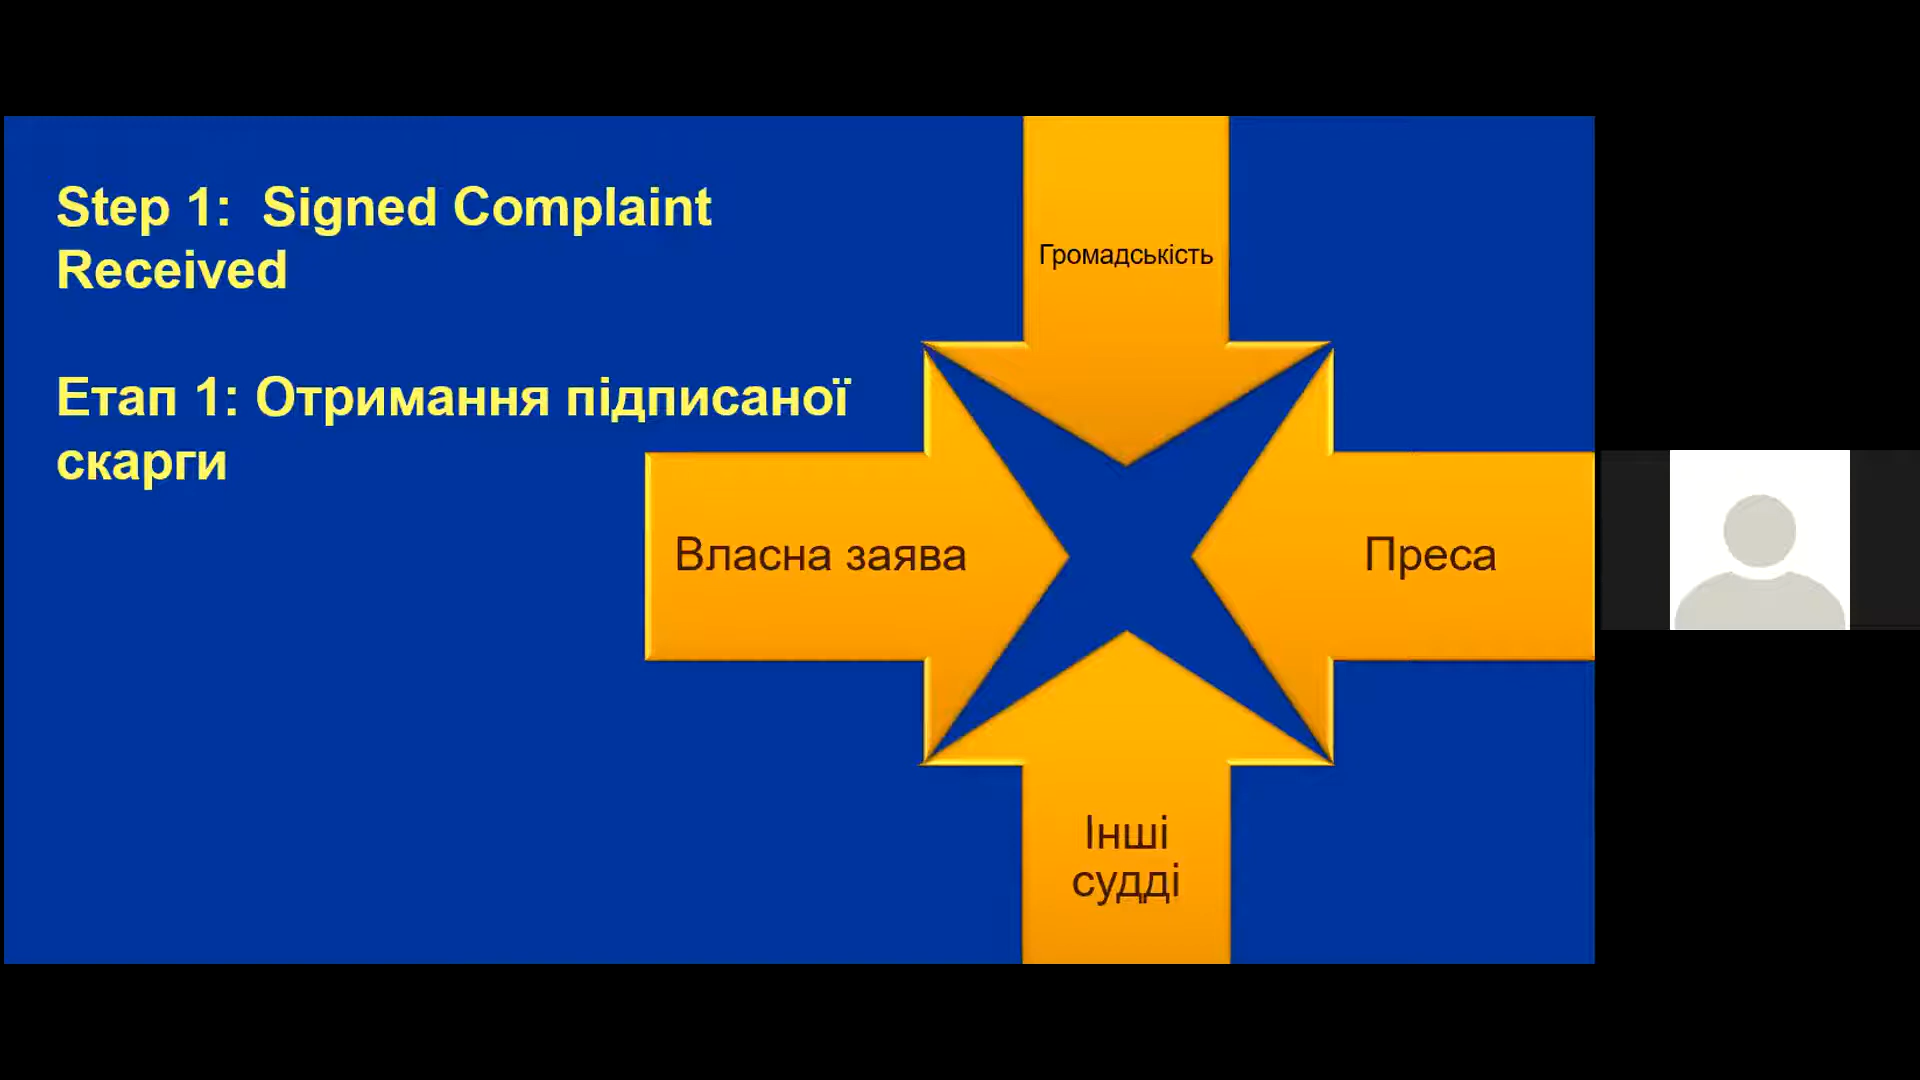 Step 1:  Signed Complaint
Received
Етап 1: Отримання підписаної
скарги
Громадськість
Власна заява
Преса
Інші
судді